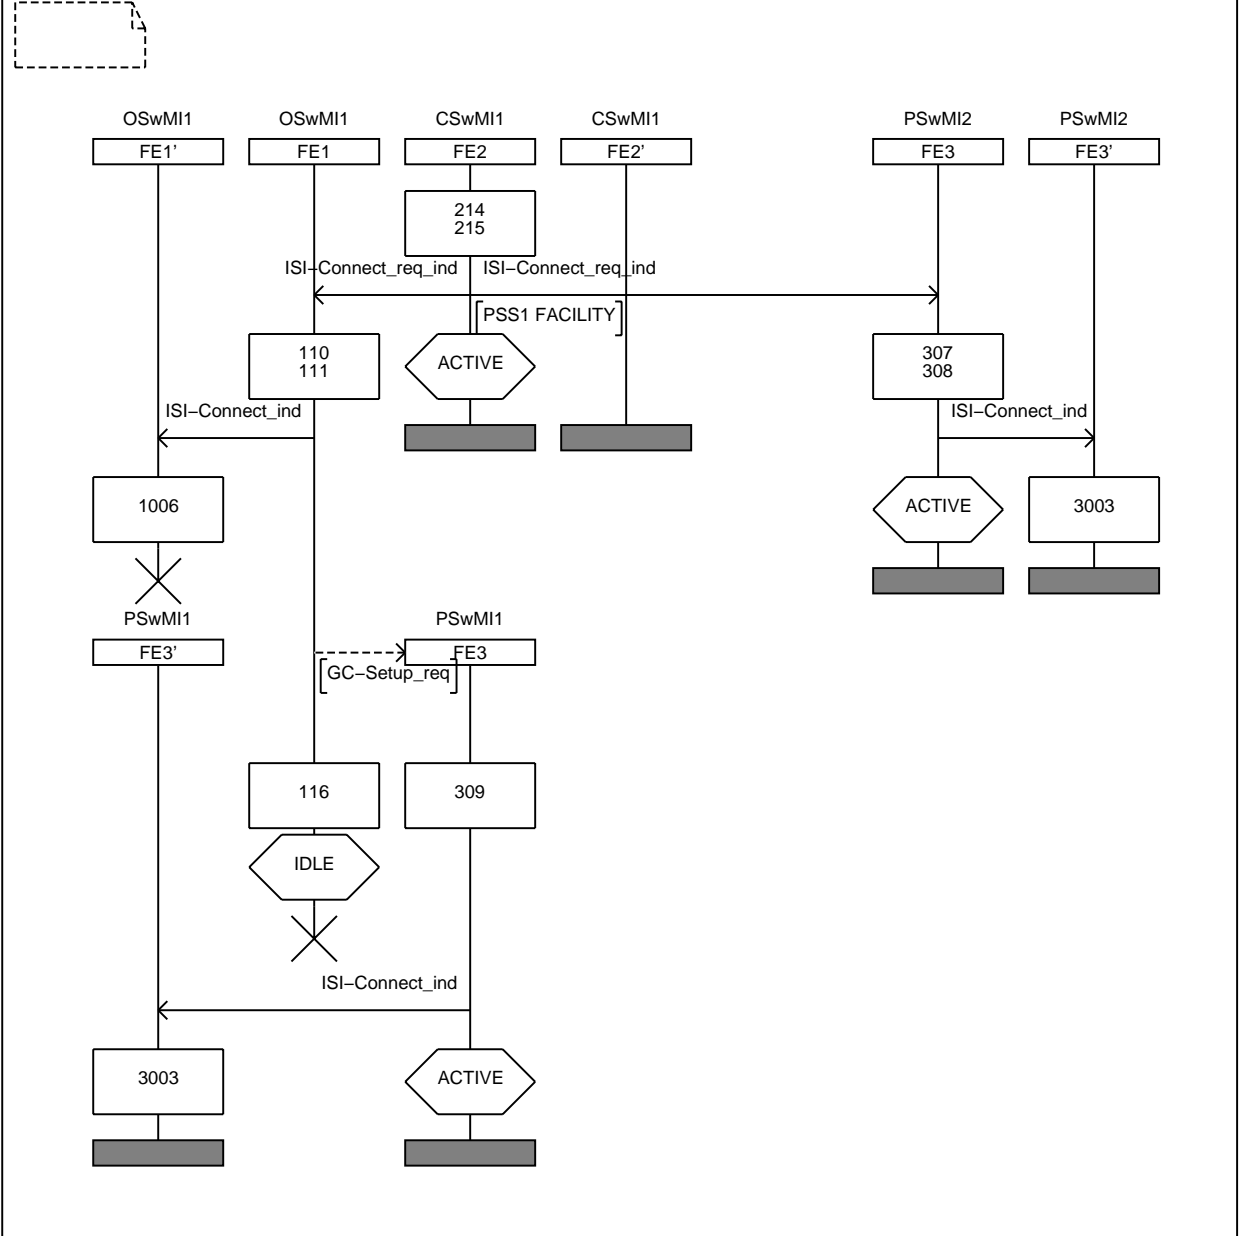 OSwMI1 OSwMI1 CSwMI1 CSwMI1 PSwMI2 PSwMI2
FE1’ FE1 FE2 FE2’ FE3 FE3’
214
215
ISI–Connect_req_ind ISI–Connect_req_ind
PSS1 FACILITY
110
111
ACTIVE
307
308
ISI–Connect_ind ISI–Connect_ind
1006 ACTIVE 3003
PSwMI1 PSwMI1
FE3’ FE3
GC–Setup_req
116 309
IDLE
ISI–Connect_ind
3003 ACTIVE